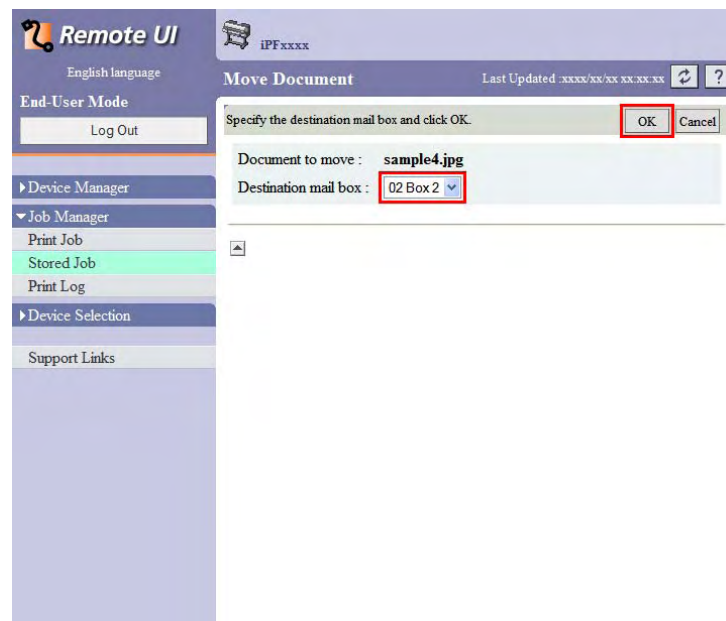 Remote UI
English language
End-User Mode
Log Out
Device Manager
Job Manager
Print Job
Stored Job
Print Log
Device Selection
Support Links
iPFxxxx
Move Document
Last Updated :xxxx/xx/xx xx:xx:xx
?
Specify the destination mail box and click OK.
OK
Cancel
Document to move : sample4.jpg
Destination mail box : 02 Box 2